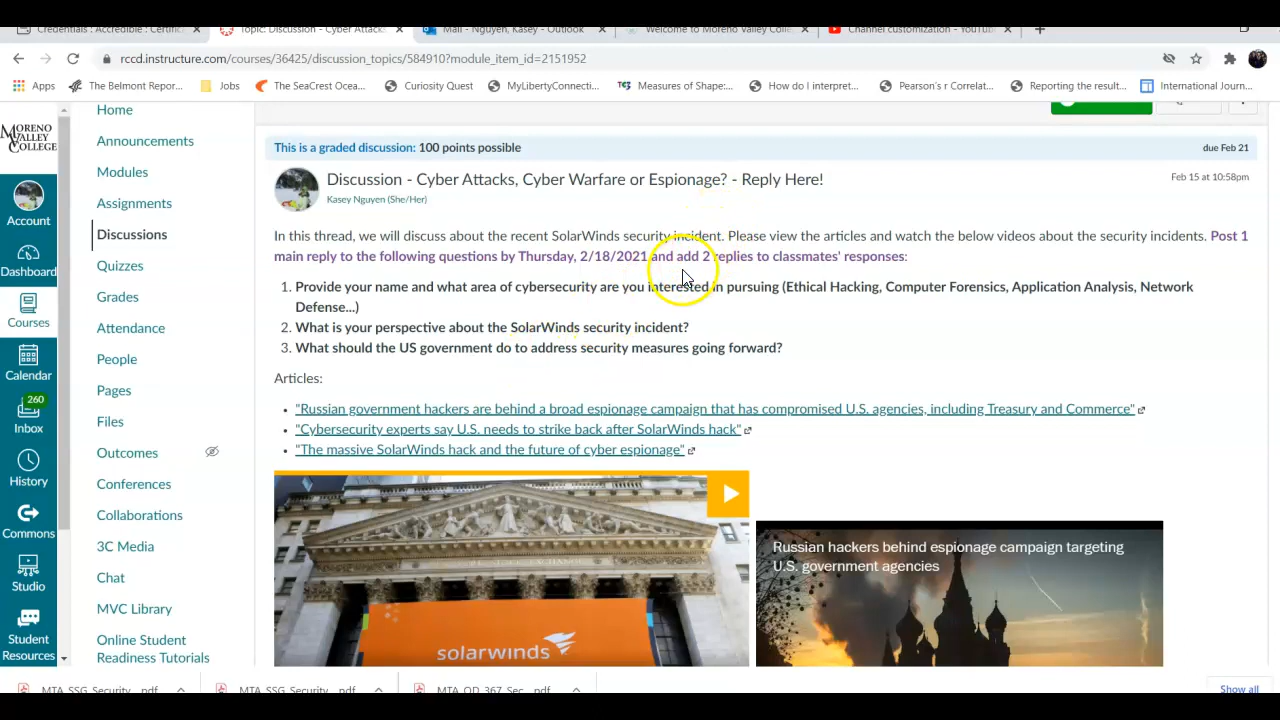 Credentials : Accredible : Certific
Topic: Discussion - Cyber Attacks
Mail - Nguyen, Kasey - Outlook
Welcome to Moreno Valley Colle
Channel customization - YouTube
rccd.instructure.com/courses/36425/discussion_topics/584910?module_item_id=2151952
Apps
The Belmont Repor...
Jobs
The SeaCrest Ocea...
Curiosity Quest
MyLibertyConnecti...
Measures of Shape:...
How do I interpret...
Pearson's r Correlat...
Reporting the result...
International Journ...
MORENO
VALLEY
COLLEGE
Account
Dashboard
Courses
Calendar
260
Inbox
History
Commons
Studio
Student
Resources
Home
Announcements
Modules
Assignments
Discussions
Quizzes
Grades
Attendance
People
Pages
Files
Outcomes
Conferences
Collaborations
3C Media
Chat
MVC Library
Online Student
Readiness Tutorials
This is a graded discussion: 100 points possible
due Feb 21
Discussion - Cyber Attacks, Cyber Warfare or Espionage? - Reply Here!
Kasey Nguyen (She/Her)
Feb 15 at 10:58pm
In this thread, we will discuss about the recent SolarWinds security incident. Please view the articles and watch the below videos about the security incidents. Post 1
main reply to the following questions by Thursday, 2/18/2021 and add 2 replies to classmates' responses:
1. Provide your name and what area of cybersecurity are you interested in pursuing (Ethical Hacking, Computer Forensics, Application Analysis, Network
Defense...)
2. What is your perspective about the SolarWinds security incident?
3. What should the US government do to address security measures going forward?
Articles:
• "Russian government hackers are behind a broad espionage campaign that has compromised U.S. agencies, including Treasury and Commerce"
• "Cybersecurity experts say U.S. needs to strike back after SolarWinds hack"
• "The massive SolarWinds hack and the future of cyber espionage"
solarwinds
Russian hackers behind espionage campaign targeting
U.S. government agencies
MTA_SSG_Security_...pdf
MTA_SSG_Security_...pdf
MTA_OD_367_Sec...pdf
Show all